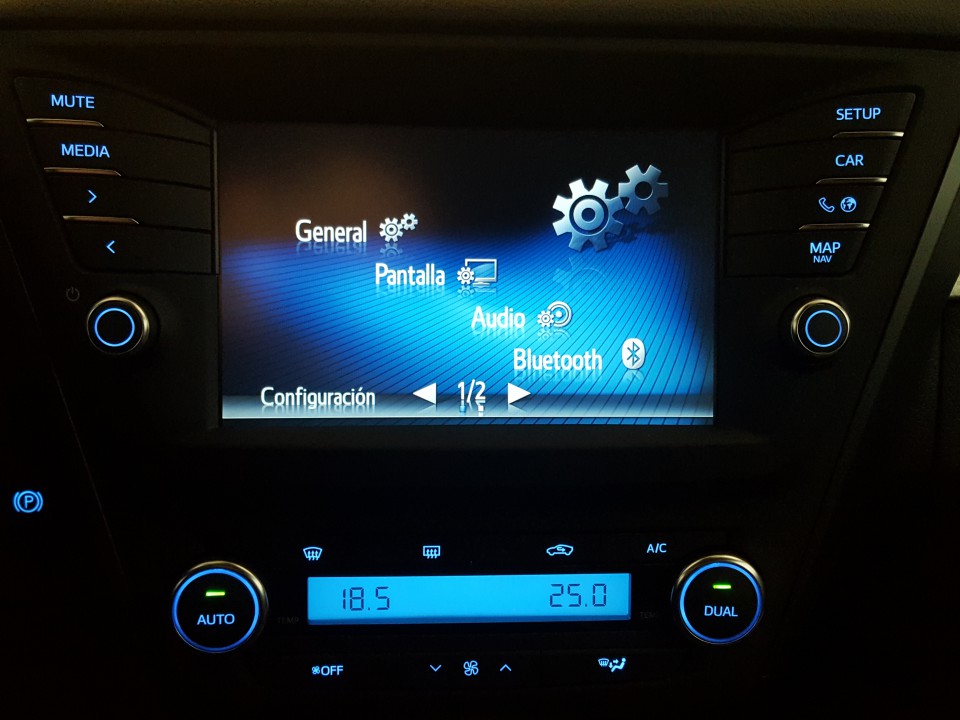 MUTE
SETUP
MEDIA
CAR
MAP
NAV
General
Pantalla
Audio
Bluetooth
Configuración
1/2
P
A/C
18.5
25.0
AUTO
DUAL
OFF